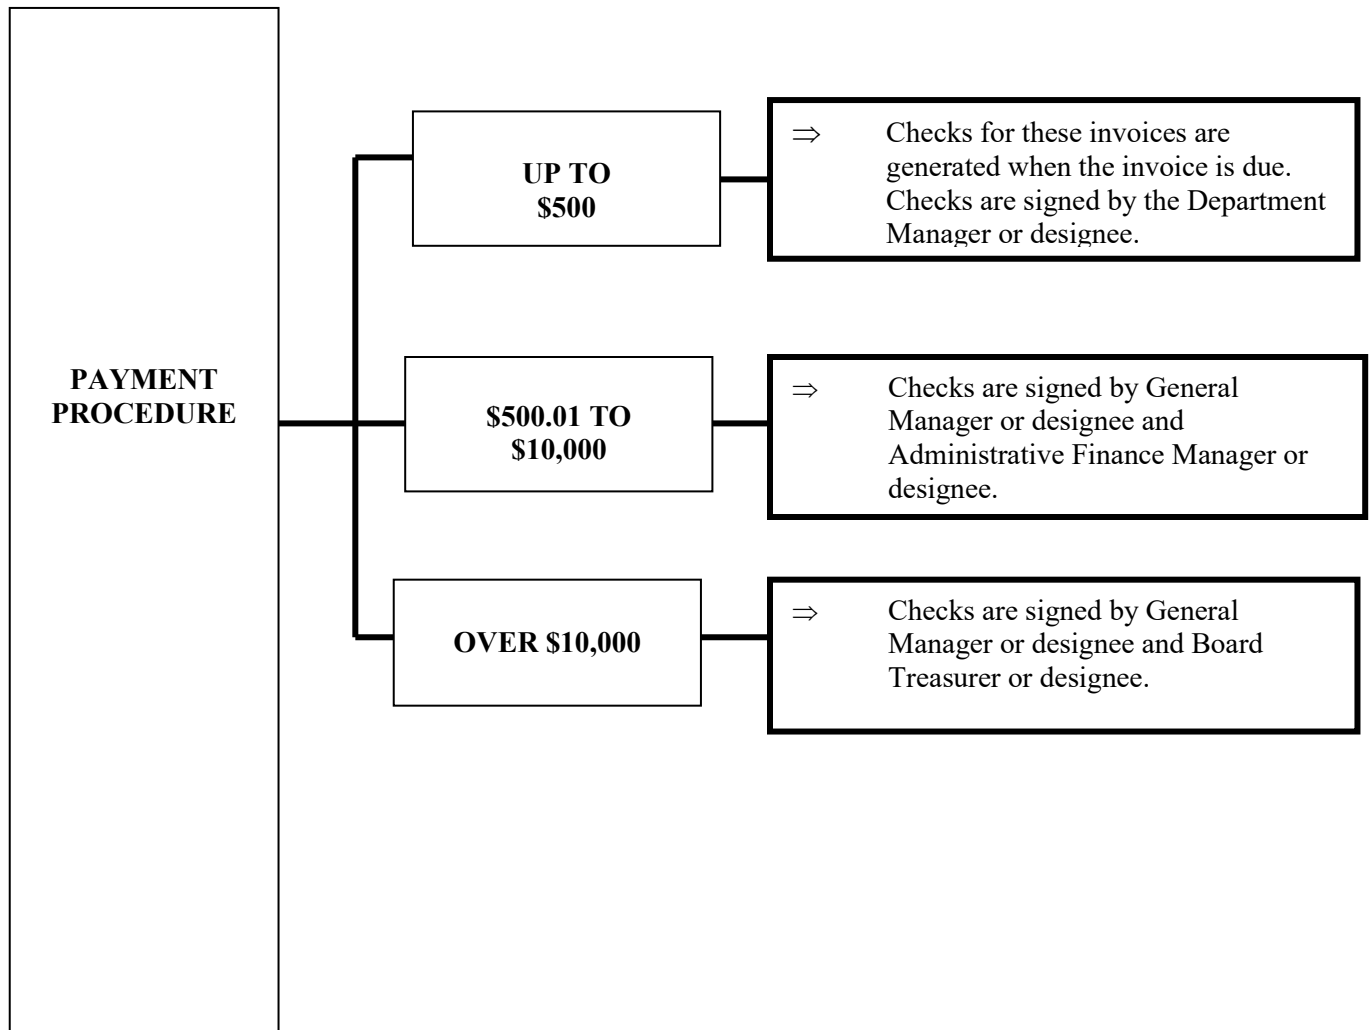 PAYMENT
PROCEDURE
UP TO
$500
⇒ Checks for these invoices are
generated when the invoice is due.
Checks are signed by the Department
Manager or designee.
$500.01 TO
$10,000
⇒ Checks are signed by General
Manager or designee and
Administrative Finance Manager or
designee.
OVER $10,000
⇒ Checks are signed by General
Manager or designee and Board
Treasurer or designee.